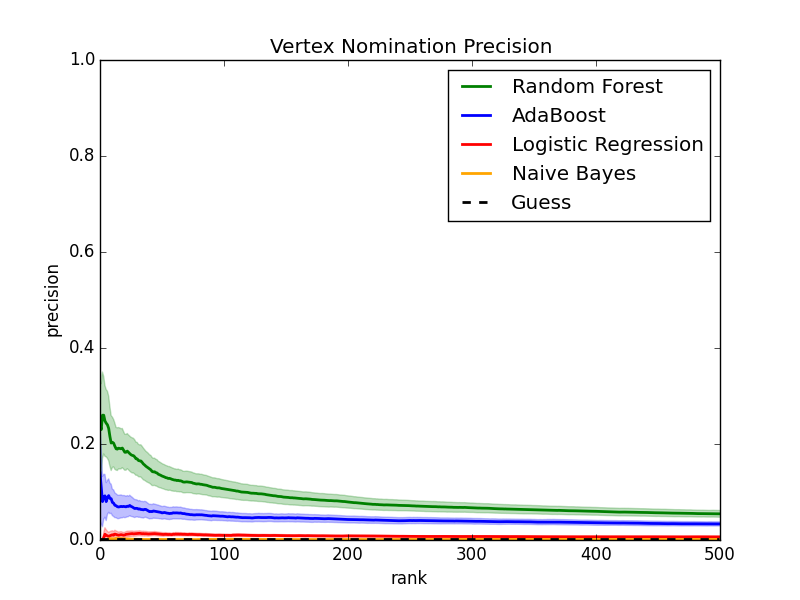 Vertex Nomination Precision
1.0
0.8
0.6
0.4
0.2
0.0
precision
Random Forest
AdaBoost
Logistic Regression
Naive Bayes
Guess
0 100 200 300 400 500
rank